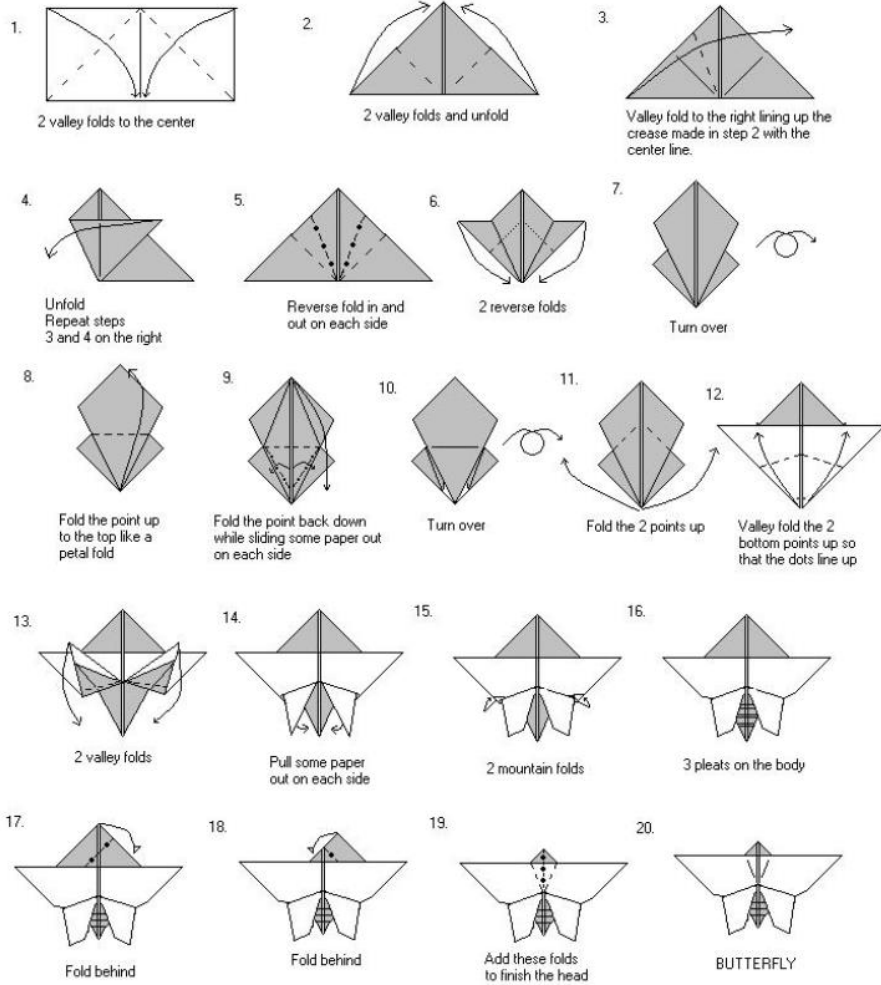 1.
2 valley folds to the center
2.
2 valley folds and unfold
3.
Valley fold to the right lining up the
crease made in step 2 with the
center line.
4.
Unfold
Repeat steps
3 and 4 on the right
5.
Reverse fold in and
out on each side
6.
2 reverse folds
7.
Turn over
8.
Fold the point up
to the top like a
petal fold
9.
Fold the point back down
while sliding some paper out
on each side
10.
Turn over
11.
Fold the 2 points up
12.
Valley fold the 2
bottom points up so
that the dots line up
13.
2 valley folds
14.
Pull some paper
out on each side
15.
2 mountain folds
16.
3 pleats on the body
17.
Fold behind
18.
Fold behind
19.
Add these folds
to finish the head
20.
BUTTERFLY